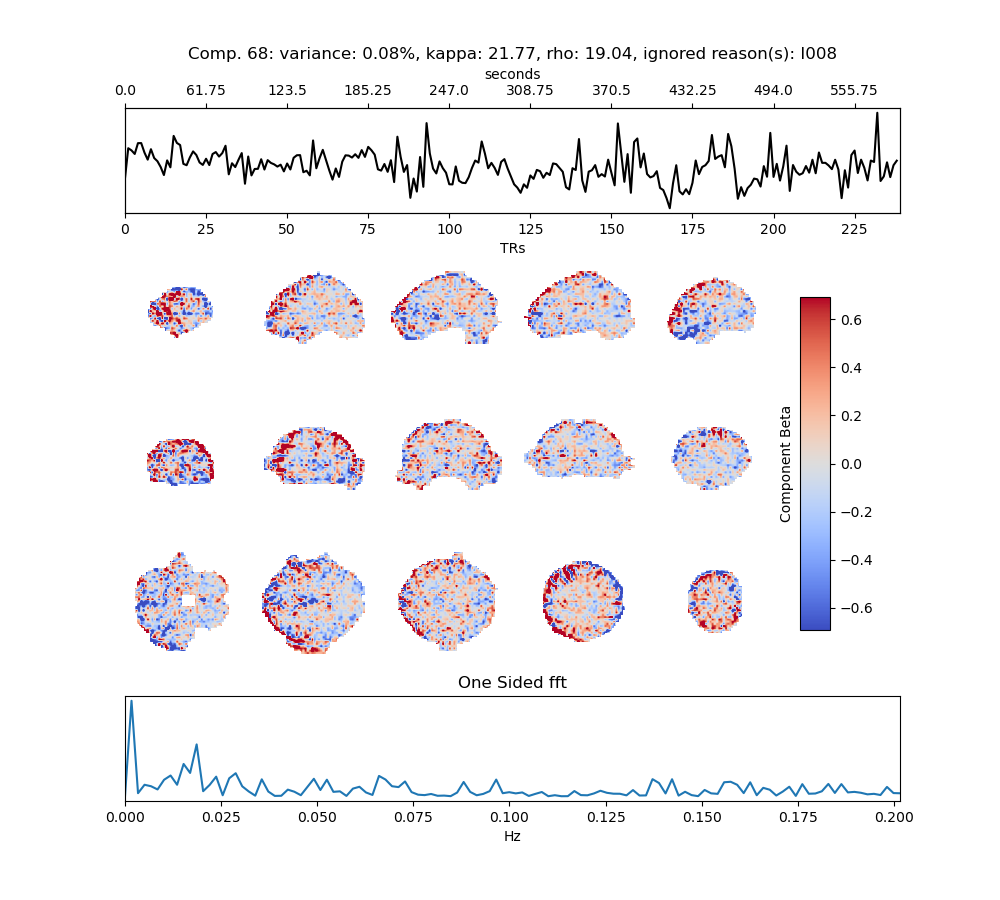 Comp. 68: variance: 0.08%, kappa: 21.77, rho: 19.04, ignored reason(s): I008
seconds
0.0 61.75 123.5 185.25 247.0 308.75 370.5 432.25 494.0 555.75
0 25 50 75 100 125 150 175 200 225
TRs
0.6
0.4
0.2
0.0
−0.2
−0.4
−0.6
Component Beta
One Sided fft
0.000 0.025 0.050 0.075 0.100 0.125 0.150 0.175 0.200
Hz